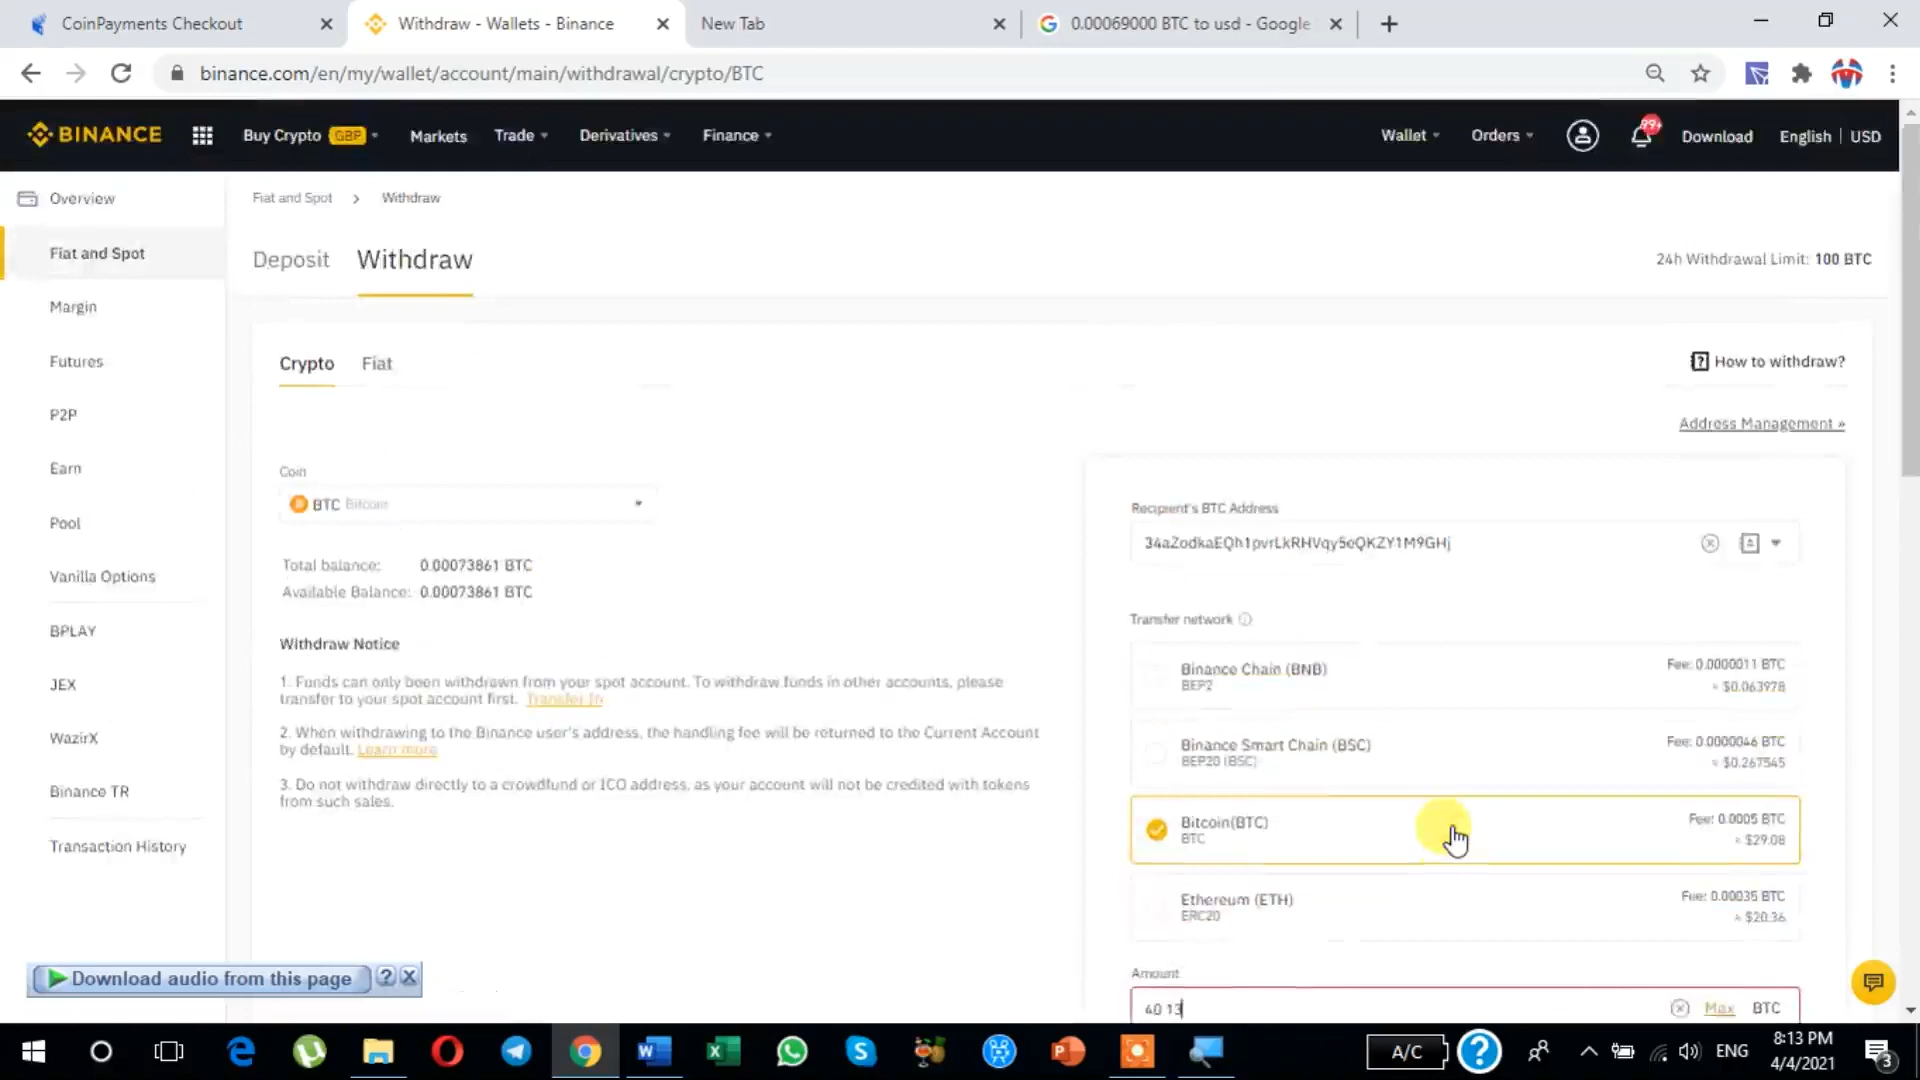 CoinPayments Checkout
Withdraw - Wallets - Binance
New Tab
0.00069000 BTC to usd - Google
binance.com/en/my/wallet/account/main/withdrawal/crypto/BTC
BINANCE
Buy Crypto GBP
Markets
Trade
Derivatives
Finance
Wallet
Orders
99+
Download
English | USD
Overview
Fiat and Spot
Margin
Futures
P2P
Earn
Pool
Vanilla Options
BPLAY
JEX
WazirX
Binance TR
Transaction History
Fiat and Spot > Withdraw
Deposit Withdraw
24h Withdrawal Limit: 100 BTC
Crypto Fiat
How to withdraw?
Address Management »
Coin
BTC Bitcoin
Total balance: 0.00073861 BTC
Available Balance: 0.00073861 BTC
Withdraw Notice
1. Funds can only been withdrawn from your spot account. To withdraw funds in other accounts, please
transfer to your spot account first. Transfer In
2. When withdrawing to the Binance user's address, the handling fee will be returned to the Current Account
by default. Learn more
3. Do not withdraw directly to a crowdfund or ICO address, as your account will not be credited with tokens
from such sales.
Recipient's BTC Address
34aZodkaEQh1pvrLkRHVqy5eQKZY1M9GHj
Transfer network
Binance Chain (BNB)
BEP2
Fee: 0.0000011 BTC
≈ $0.063978
Binance Smart Chain (BSC)
BEP20 (BSC)
Fee: 0.0000046 BTC
≈ $0.267545
Bitcoin(BTC)
BTC
Fee: 0.0005 BTC
≈ $29.08
Ethereum (ETH)
ERC20
Fee: 0.00035 BTC
≈ $20.36
Amount
40 13
Max BTC
Download audio from this page
A/C
ENG
8:13 PM
4/4/2021
3